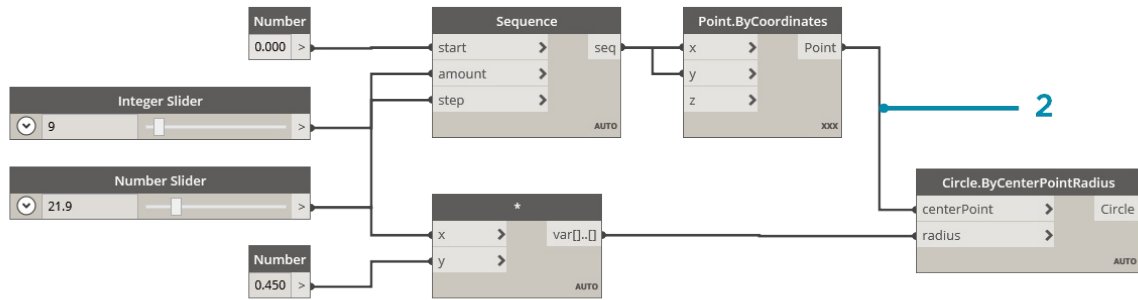 Number
0.000 >
Integer Slider
9 >
Number Slider
21.9 >
Number
0.450 >
Sequence
start > seq
amount >
step >
AUTO
*
x > var[]..[]
y >
AUTO
Point.ByCoordinates
x > Point
y >
z >
XXX
2
Circle.ByCenterPointRadius
centerPoint > Circle
radius >
AUTO